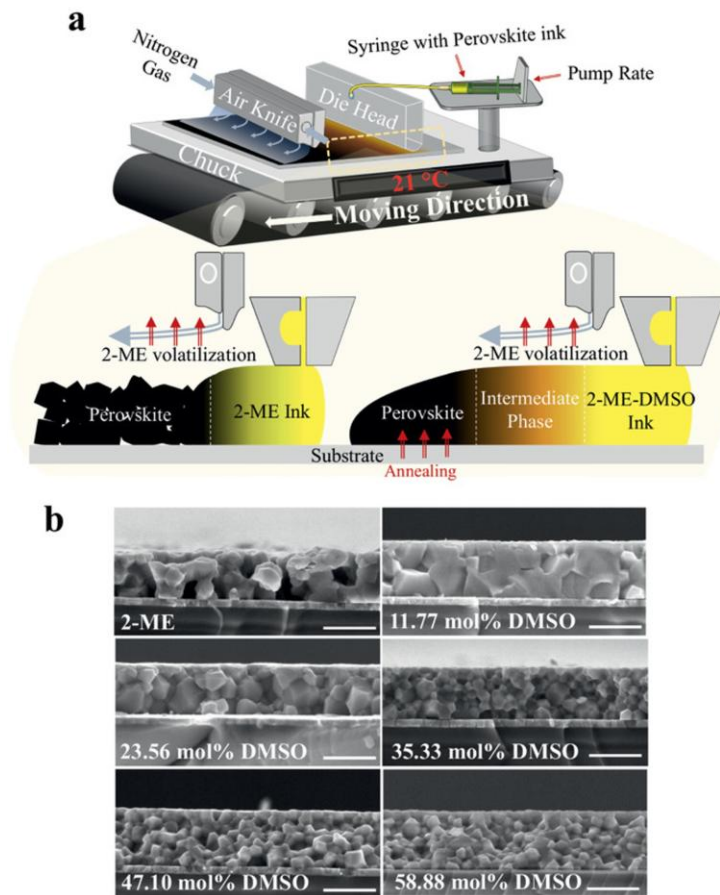 a
Nitrogen
Gas
Air Knife
Die Head
Syringe with Perovskite ink
Pump Rate
Chuck
21 °C
Moving Direction
2-ME volatilization
Perovskite
2-ME Ink
2-ME volatilization
Perovskite
Intermediate
Phase
2-ME-DMSO
Ink
Substrate
Annealing
b
2-ME
11.77 mol% DMSO
23.56 mol% DMSO
35.33 mol% DMSO
47.10 mol% DMSO
58.88 mol% DMSO